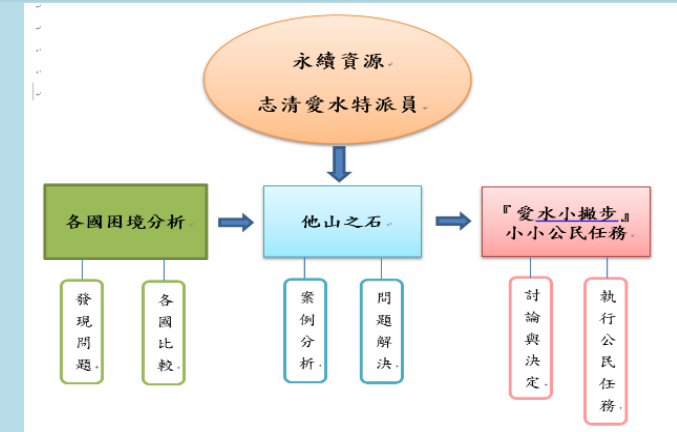 永續資源
志清愛水特派員
各國困境分析
他山之石
『愛水小撇步』
小小公民任務
發現問題
各國比較
案例分析
問題解決
討論與決定
執行公民任務